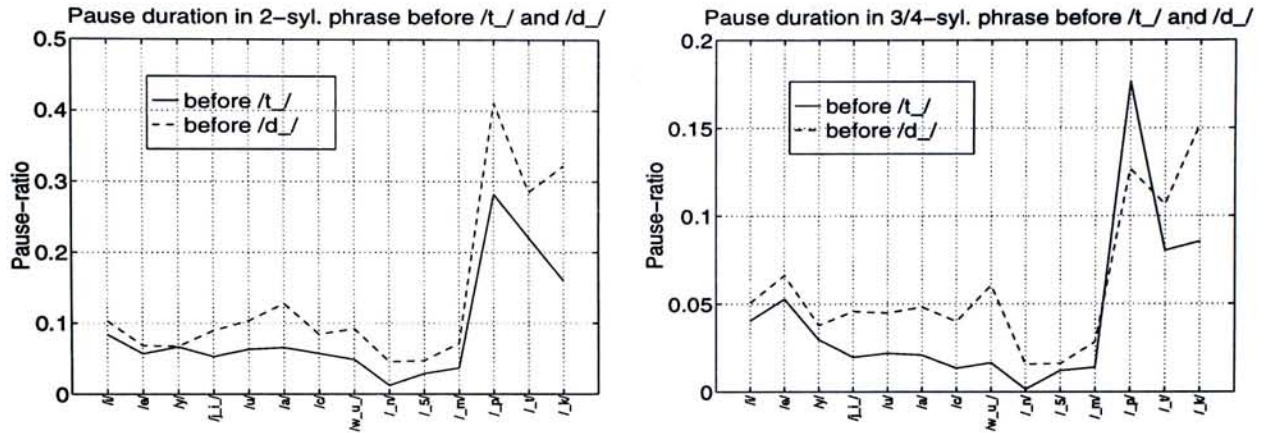 Pause duration in 2-syl. phrase before /t_/ and /d_/
0.5
0.4
0.3
0.2
0.1
0
Pause-ratio
before /t_/
before /d_/
/i/
/e/
/y/
/j_i_/
/u/
/a/
/c/
/w_u_/
/_n/
/_5/
/_m/
/_p/
/_t/
/_k/
Pause duration in 3/4-syl. phrase before /t_/ and /d_/
0.2
0.15
0.1
0.05
0
Pause-ratio
before /t_/
before /d_/
/i/
/e/
/y/
/j_i_/
/u/
/a/
/c/
/w_u_/
/_n/
/_5/
/_m/
/_p/
/_t/
/_k/